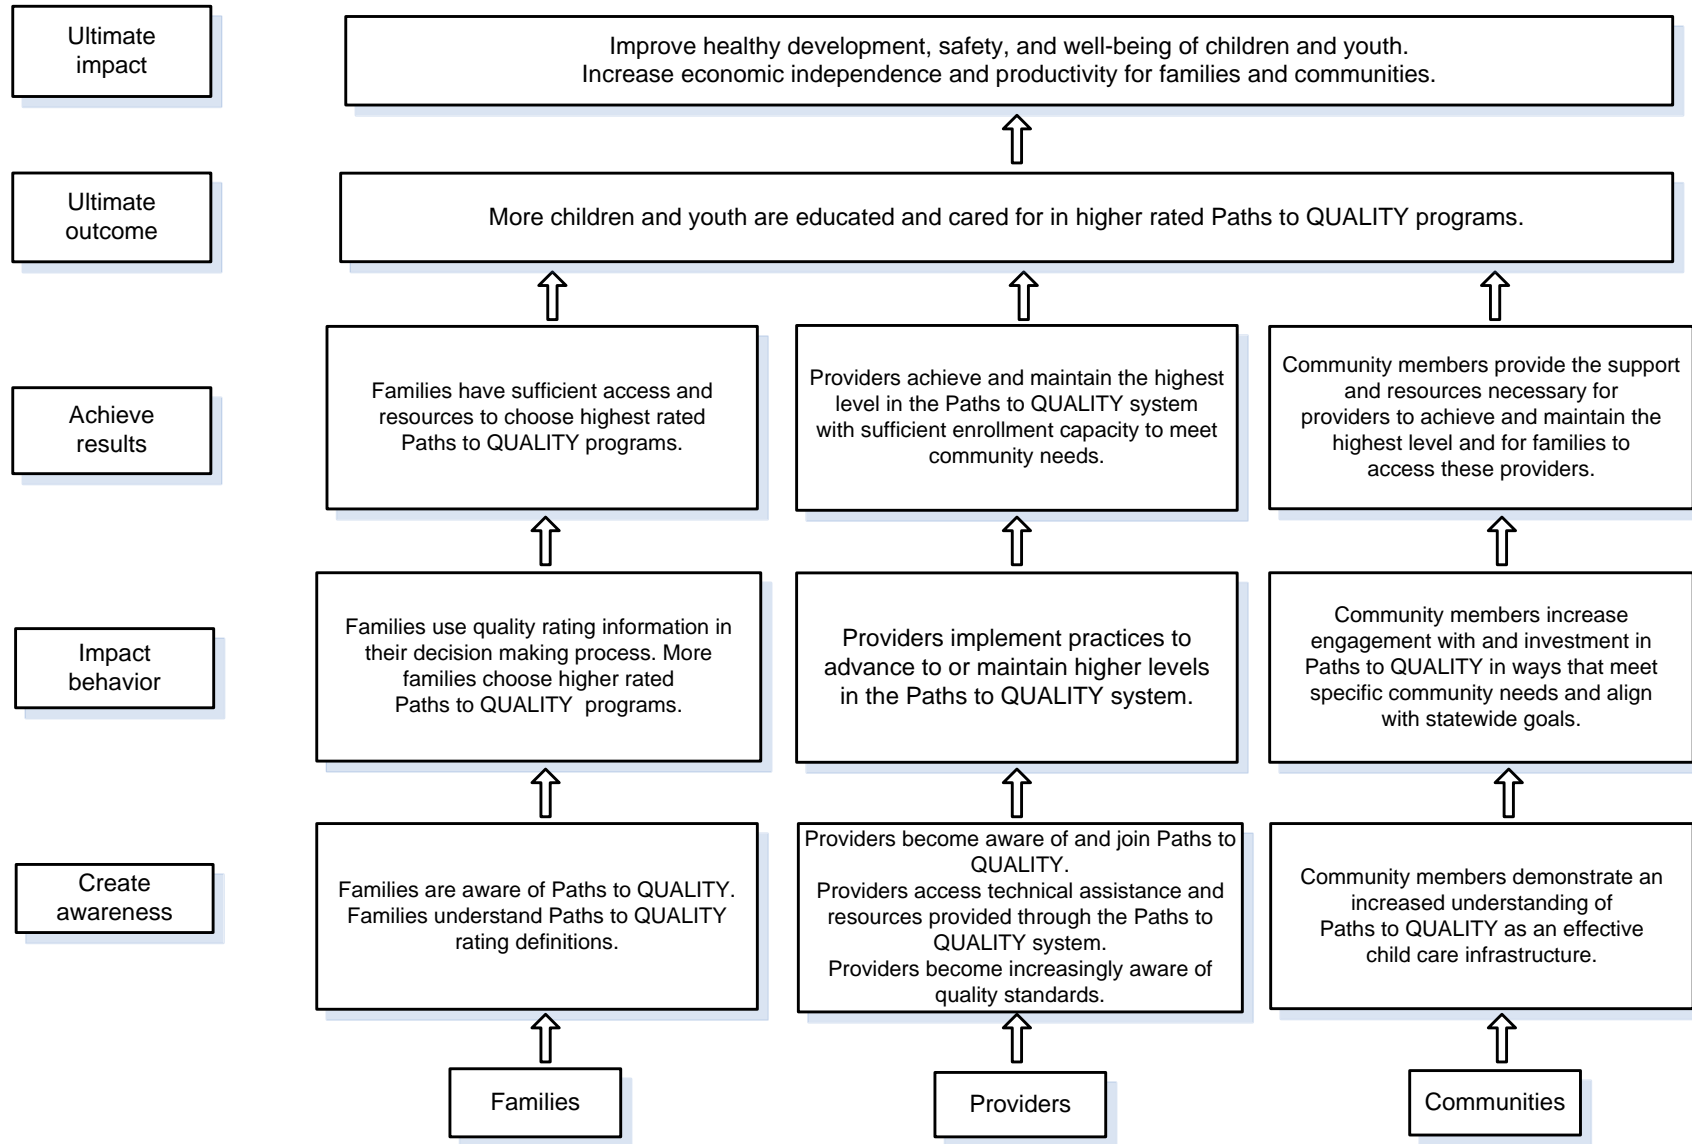 Ultimate
impact
Improve healthy development, safety, and well-being of children and youth.
Increase economic independence and productivity for families and communities.
Ultimate
outcome
More children and youth are educated and cared for in higher rated Paths to QUALITY programs.
Achieve
results
Families have sufficient access and
resources to choose highest rated
Paths to QUALITY programs.
Providers achieve and maintain the highest
level in the Paths to QUALITY system
with sufficient enrollment capacity to meet
community needs.
Community members provide the support
and resources necessary for
providers to achieve and maintain the
highest level and for families to
access these providers.
Impact
behavior
Families use quality rating information in
their decision making process. More
families choose higher rated
Paths to QUALITY programs.
Providers implement practices to
advance to or maintain higher levels
in the Paths to QUALITY system.
Community members increase
engagement with and investment in
Paths to QUALITY in ways that meet
specific community needs and align
with statewide goals.
Create
awareness
Families are aware of Paths to QUALITY.
Families understand Paths to QUALITY
rating definitions.
Providers become aware of and join Paths to
QUALITY.
Providers access technical assistance and
resources provided through the Paths to
QUALITY system.
Providers become increasingly aware of
quality standards.
Community members demonstrate an
increased understanding of
Paths to QUALITY as an effective
child care infrastructure.
Families
Providers
Communities